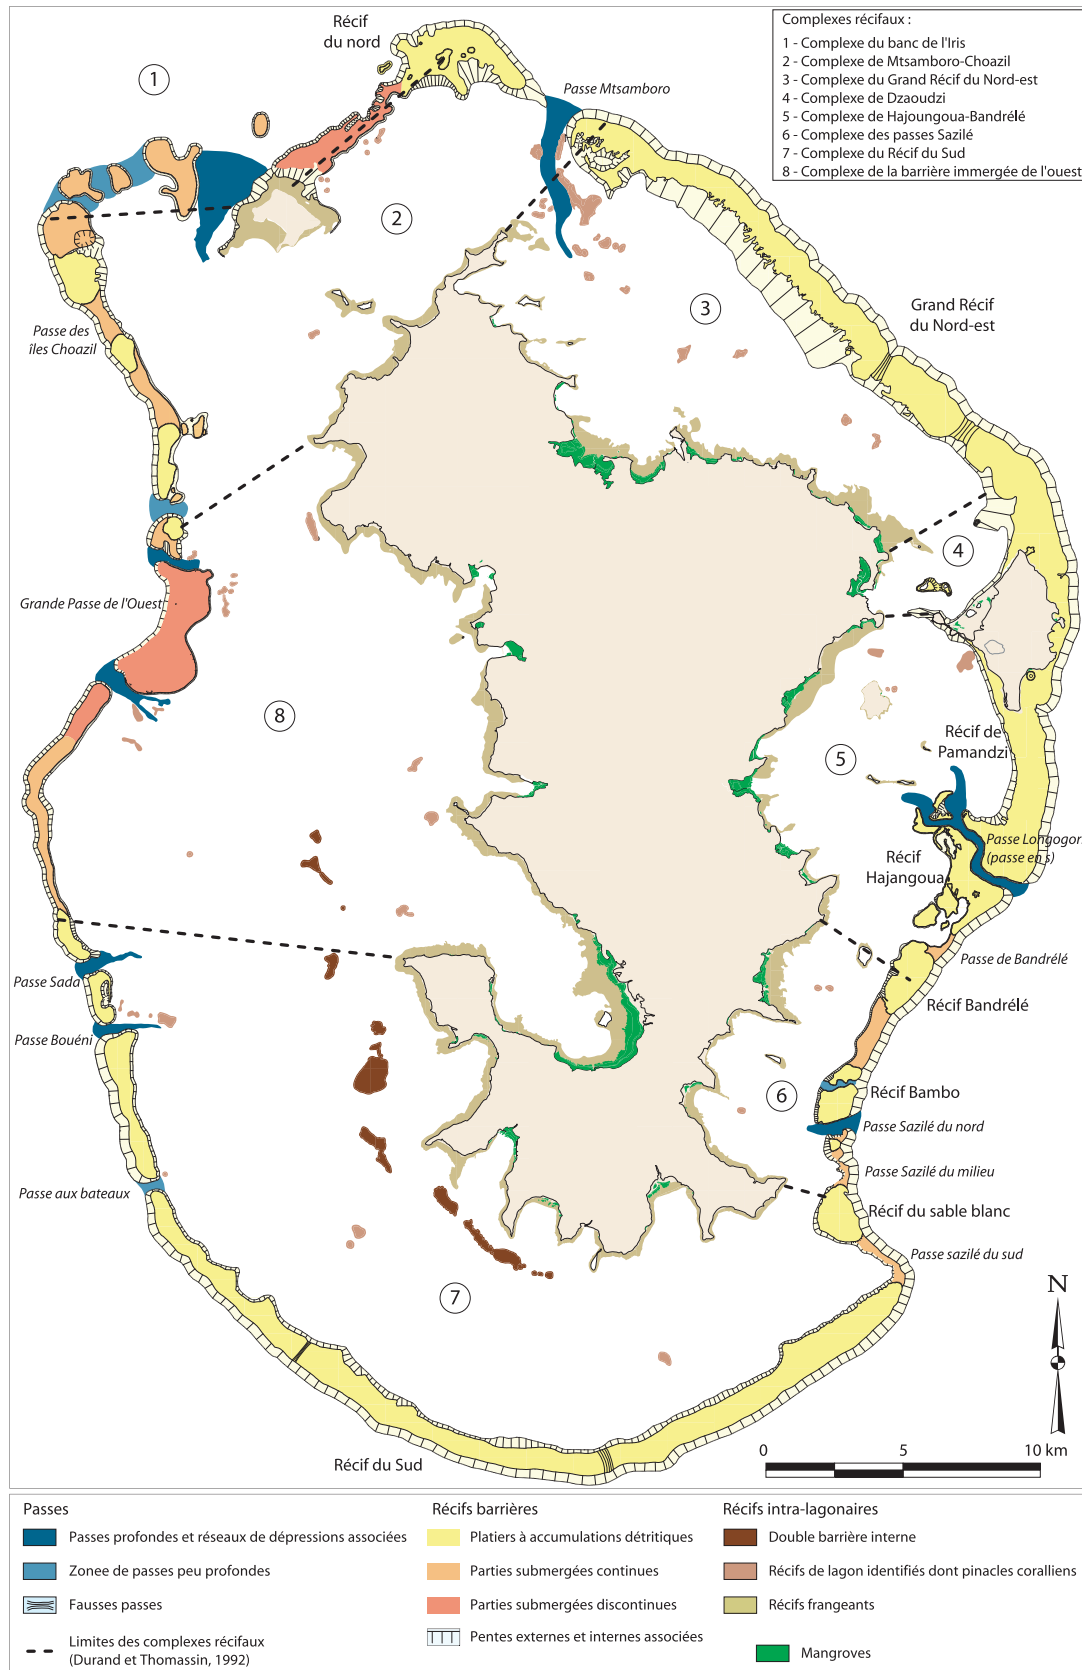 Récif
du nord
Complexes récifaux :
1 - Complexe du banc de l'Iris
2 - Complexe de Mtsamboro-Choazil
3 - Complexe du Grand Récif du Nord-est
4 - Complexe de Dzaoudzi
5 - Complexe de Hajoungoua-Bandrélé
6 - Complexe des passes Sazilé
7 - Complexe du Récif du Sud
8 - Complexe de la barrière immergée de l'ouest
1
Passe Mtsamboro
2
3
Grand Récif
du Nord-est
Passe des
îles Choazil
4
Grande Passe de l'Ouest
8
5
Récif de
Pamandzi
Passe Longogori
(passe en s)
Récif
Hajangoua
Passe de Bandrélé
Passe Sada
Récif Bandrélé
Passe Bouéni
6
Récif Bambo
Passe Sazilé du nord
Passe Sazilé du milieu
Passe aux bateaux
Récif du sable blanc
Passe sazilé du sud
7
N
Récif du Sud
0 5 10 km
Passes
Passes profondes et réseaux de dépressions associées
Zonee de passes peu profondes
Fausses passes
Limites des complexes récifaux
(Durand et Thomassin, 1992)
Récifs barrières
Platiers à accumulations détritiques
Parties submergées continues
Parties submergées discontinues
Pentes externes et internes associées
Récifs intra-lagonaires
Double barrière interne
Récifs de lagon identifiés dont pinacles coralliens
Récifs frangeants
Mangroves